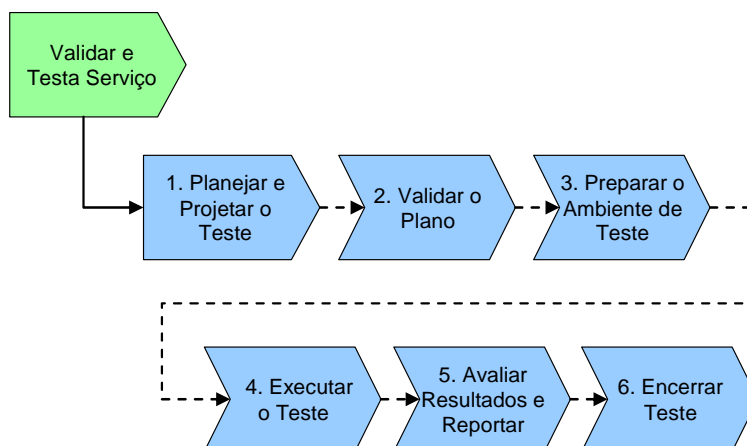 Validar e
Testa Serviço
1. Planejar e
Projetar o
Teste
2. Validar o
Plano
3. Preparar o
Ambiente de
Teste
4. Executar
o Teste
5. Avaliar
Resultados e
Reportar
6. Encerrar
Teste